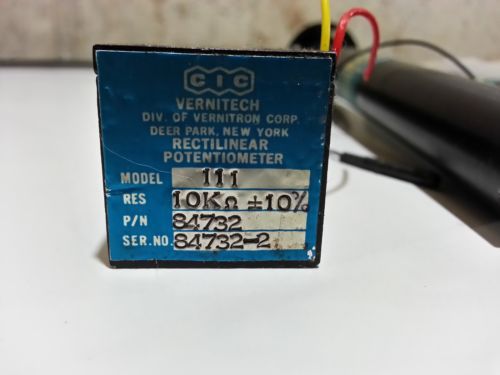 CIC
VERNITECH
DIV. OF VERNITRON CORP.
DEER PARK, NEW YORK
RECTILINEAR
POTENTIOMETER
MODEL 111
RES 10KΩ ±10%
P/N 84732
SER.NO. 84732-2